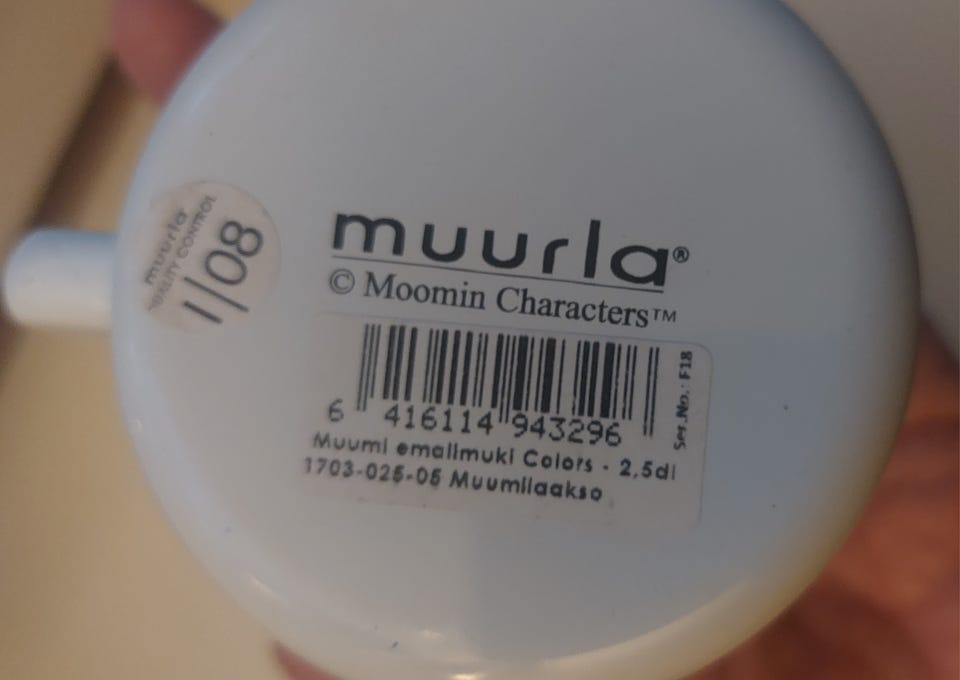 muurla®
© Moomin Characters™
6 416114 943296
Muumi emalimuki Colors · 2,5dl
1703-025-05 Muumilaakso
Ser.No.: F18
muurla
QUALITY CONTROL
1/08